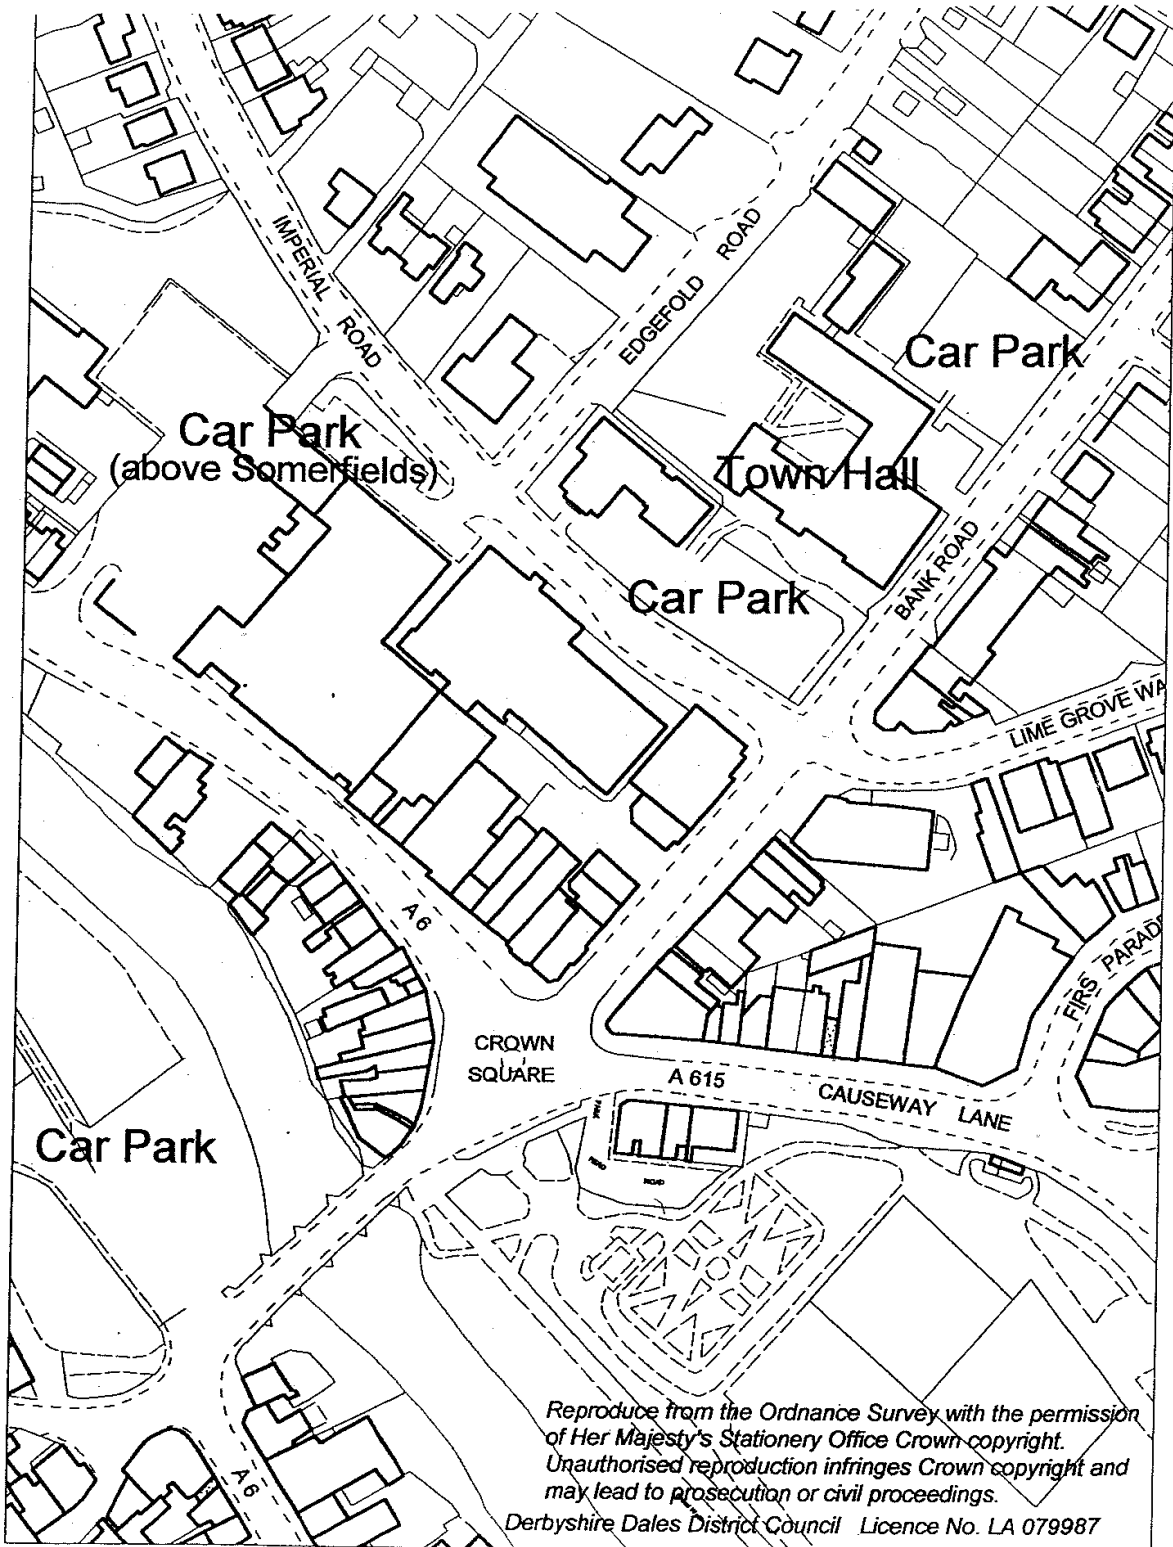 IMPERIAL
ROAD
EDGEFOLD ROAD
Car Park
Car Park
(above Somerfields)
Town Hall
Car Park
BANK ROAD
LIME GROVE WA
A 6
FIRS PARAD
CROWN
SQUARE
A 615
CAUSEWAY LANE
PARK
ROAD
Car Park
A 6
Reproduce from the Ordnance Survey with the permission
of Her Majesty's Stationery Office Crown copyright.
Unauthorised reproduction infringes Crown copyright and
may lead to prosecution or civil proceedings.
Derbyshire Dales District Council Licence No. LA 079987